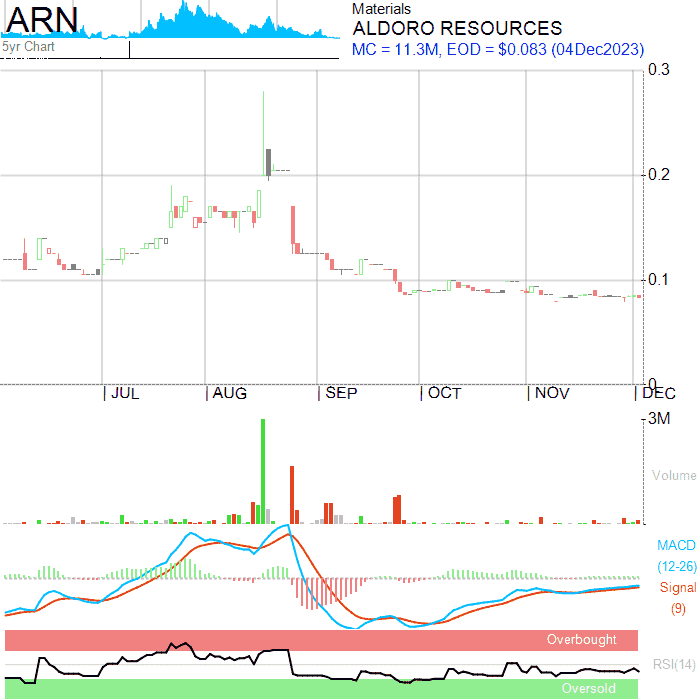 ARN
5yr Chart
Materials
ALDORO RESOURCES
MC = 11.3M, EOD = $0.083 (04Dec2023)
0.3
0.2
0.1
0
JUL AUG SEP OCT NOV DEC
3M
Volume
MACD
(12-26)
Signal
(9)
Overbought
RSI(14)
Oversold